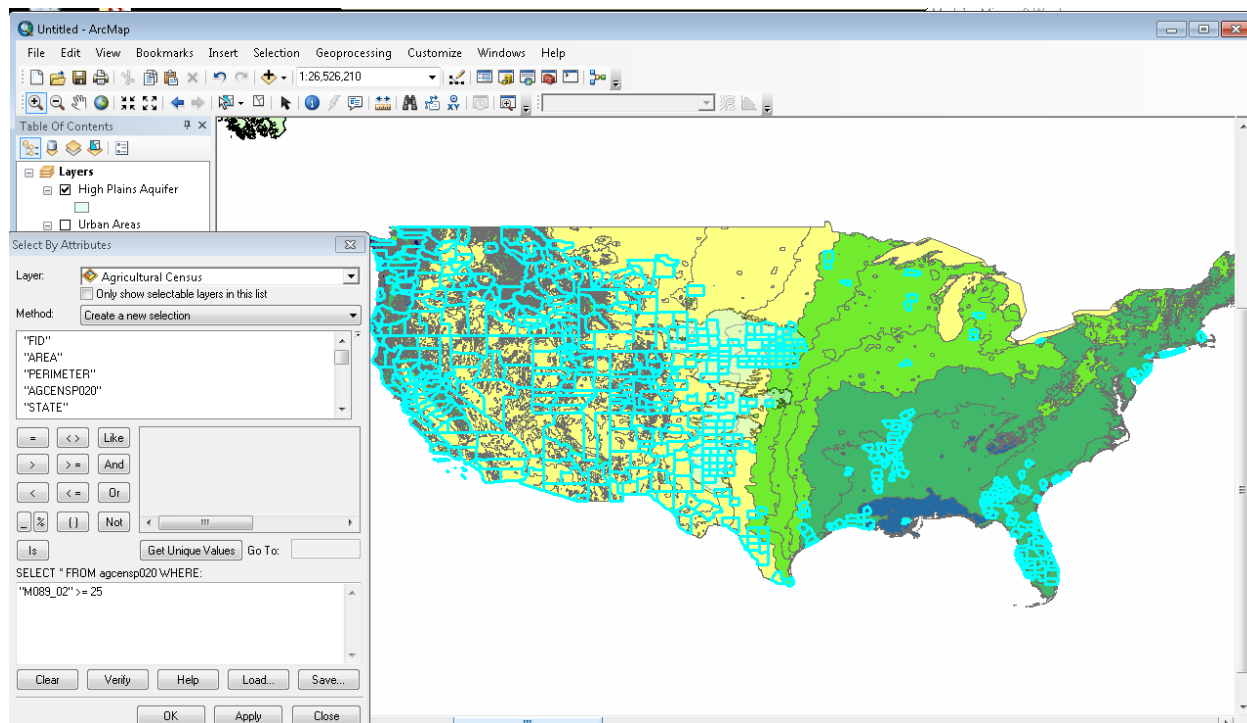 Untitled - ArcMap
File Edit View Bookmarks Insert Selection Geoprocessing Customize Windows Help
1:26,526,210
Table Of Contents
Layers
High Plains Aquifer
Urban Areas
Select By Attributes
Layer: Agricultural Census
Only show selectable layers in this list
Method: Create a new selection
"FID"
"AREA"
"PERIMETER"
"AGCENSP020"
"STATE"
= < > Like
> > = And
< < = Or
_ % ( ) Not
Is Get Unique Values Go To:
SELECT * FROM agcensp020 WHERE:
"M089_02" >= 25
Clear Verify Help Load... Save...
OK Apply Close